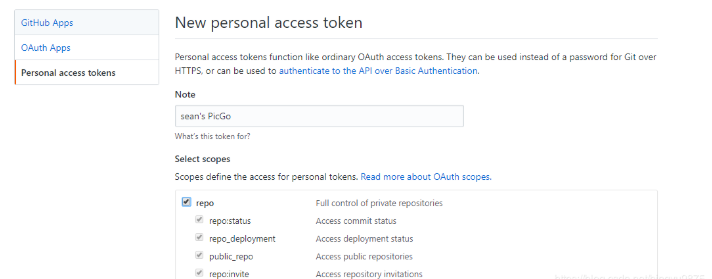 GitHub Apps
OAuth Apps
Personal access tokens
New personal access token
Personal access tokens function like ordinary OAuth access tokens. They can be used instead of a password for Git over
HTTPS, or can be used to authenticate to the API over Basic Authentication.
Note
sean's PicGo
What's this token for?
Select scopes
Scopes define the access for personal tokens. Read more about OAuth scopes.
repo Full control of private repositories
repo:status Access commit status
repo_deployment Access deployment status
public_repo Access public repositories
repo:invite Access repository invitations